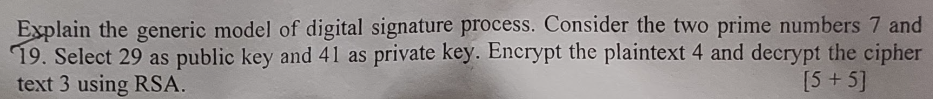 Explain the generic model of digital signature process. Consider the two prime numbers 7 and
19. Select 29 as public key and 41 as private key. Encrypt the plaintext 4 and decrypt the cipher
text 3 using RSA. [5 + 5]